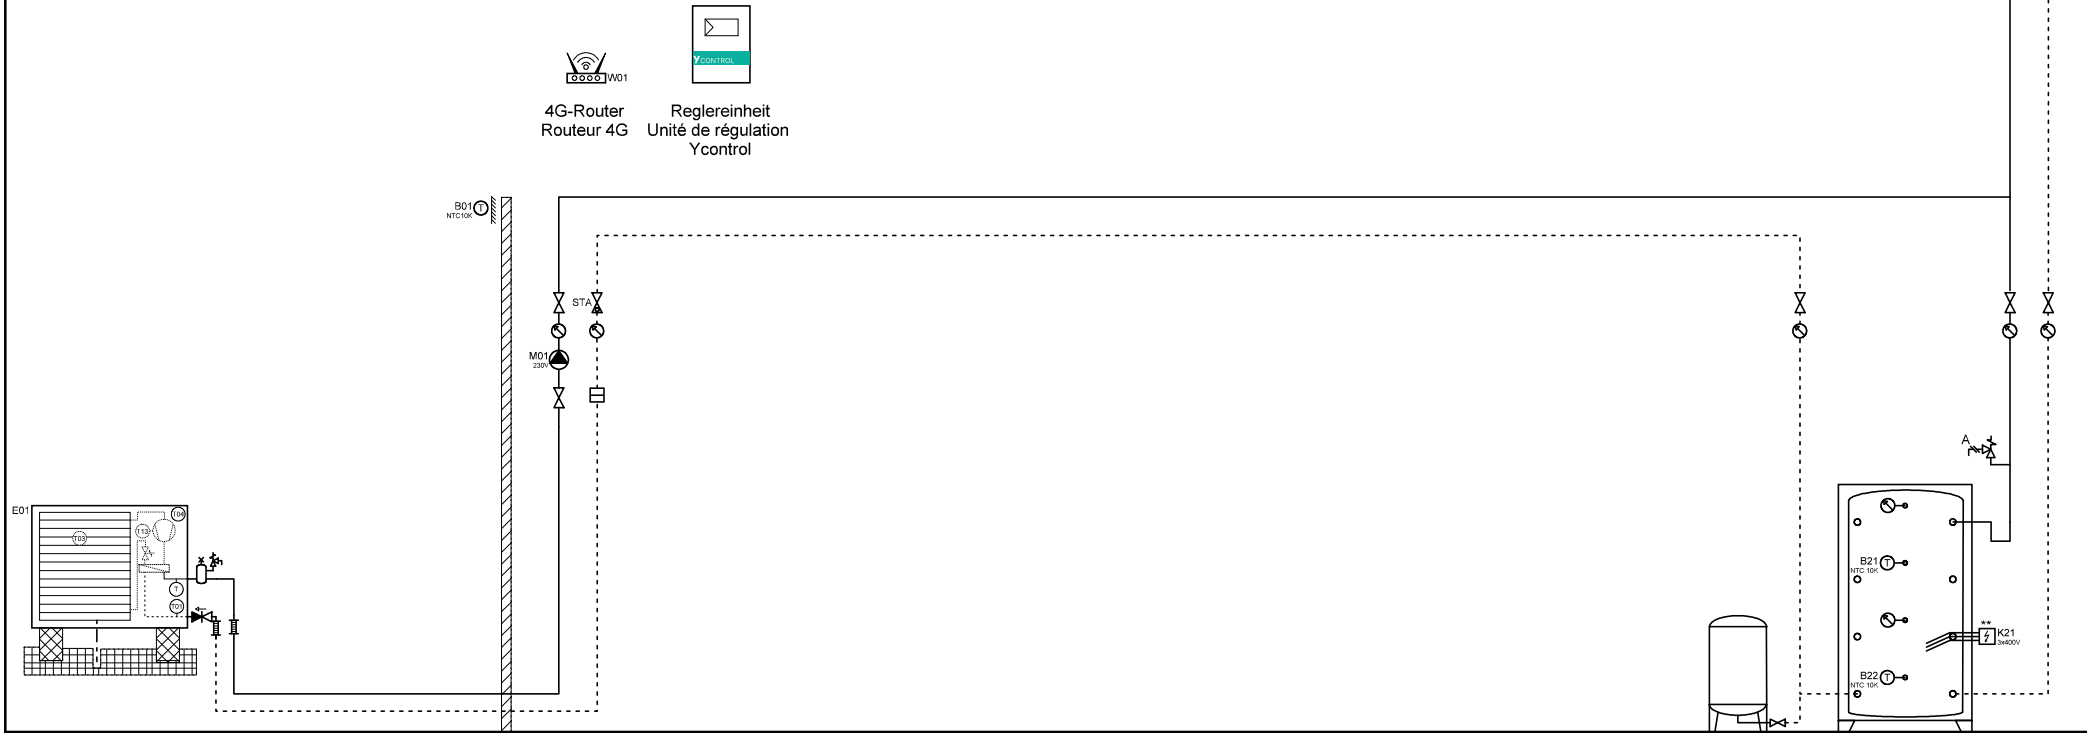 YCONTROL
W01
4G-Router
Routeur 4G
Reglereinheit
Unité de régulation
Ycontrol
B01
T
NTC10K
STA
M01
230V
A
E01
T04
T13
T03
T
T01
B21
T
NTC 10K
**
K21
3x400V
B22
T
NTC 10K